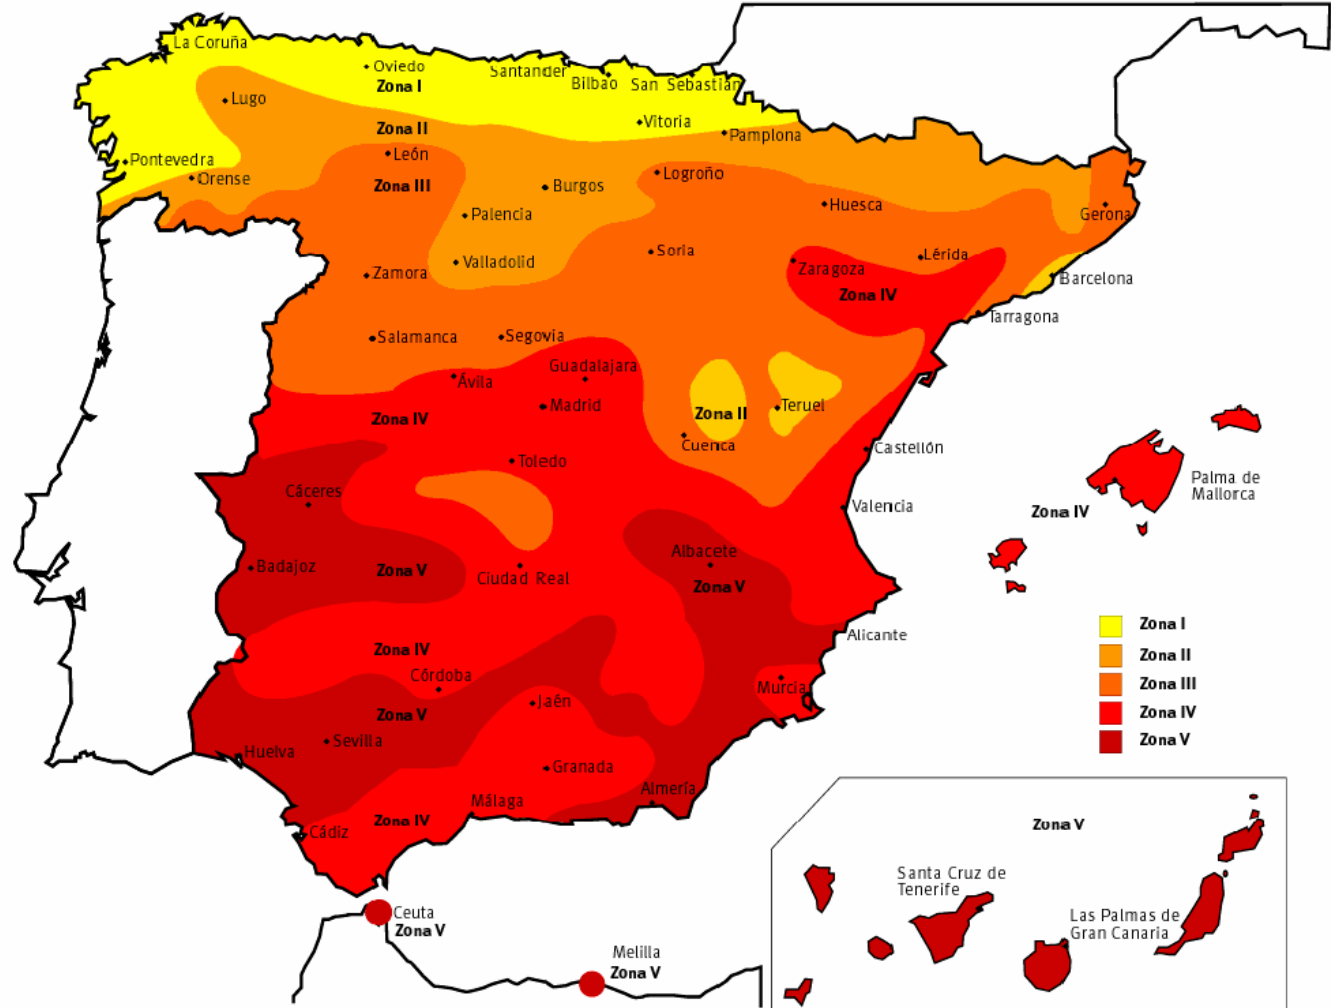 La Coruña
Oviedo
Santander
Bilbao
San Sebastián
Zona I
Lugo
Vitoria
Zona II
Pamplona
León
Pontevedra
Orense
Zona III
Burgos
Logroño
Palencia
Huesca
Gerona
Soria
Valladolid
Zamora
Lérida
Zaragoza
Zona IV
Barcelona
Tarragona
Salamanca
Segovia
Guadalajara
Ávila
Madrid
Zona IV
Zona II
Teruel
Cuenca
Castellón
Toledo
Cáceres
Valencia
Palma de
Mallorca
Zona IV
Albacete
Badajoz
Zona V
Ciudad Real
Zona V
Alicante
Zona IV
Córdoba
Murcia
Jaén
Zona V
Sevilla
Huelva
Granada
Almería
Málaga
Zona IV
Cádiz
Zona I
Zona II
Zona III
Zona IV
Zona V
Zona V
Santa Cruz de
Tenerife
Las Palmas de
Gran Canaria
Ceuta
Zona V
Melilla
Zona V